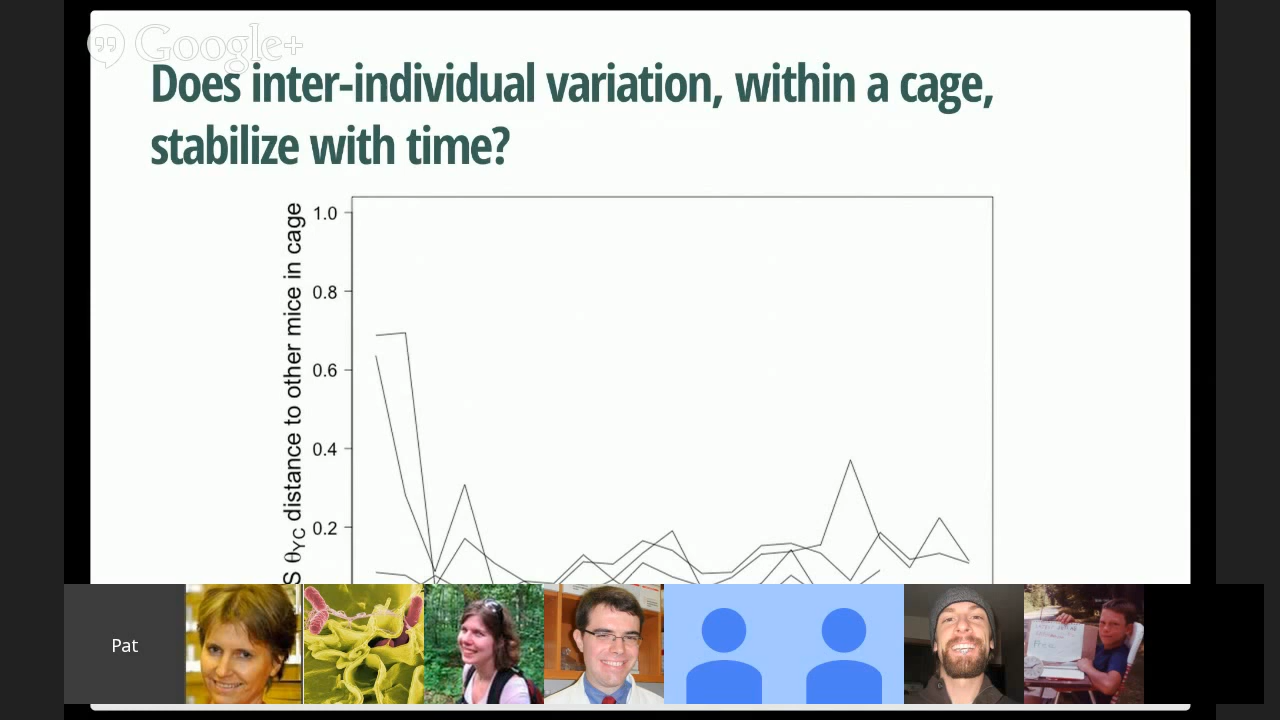 Google+
Does inter-individual variation, within a cage,
stabilize with time?
S θYC distance to other mice in cage
1.0
0.8
0.6
0.4
0.2
Pat